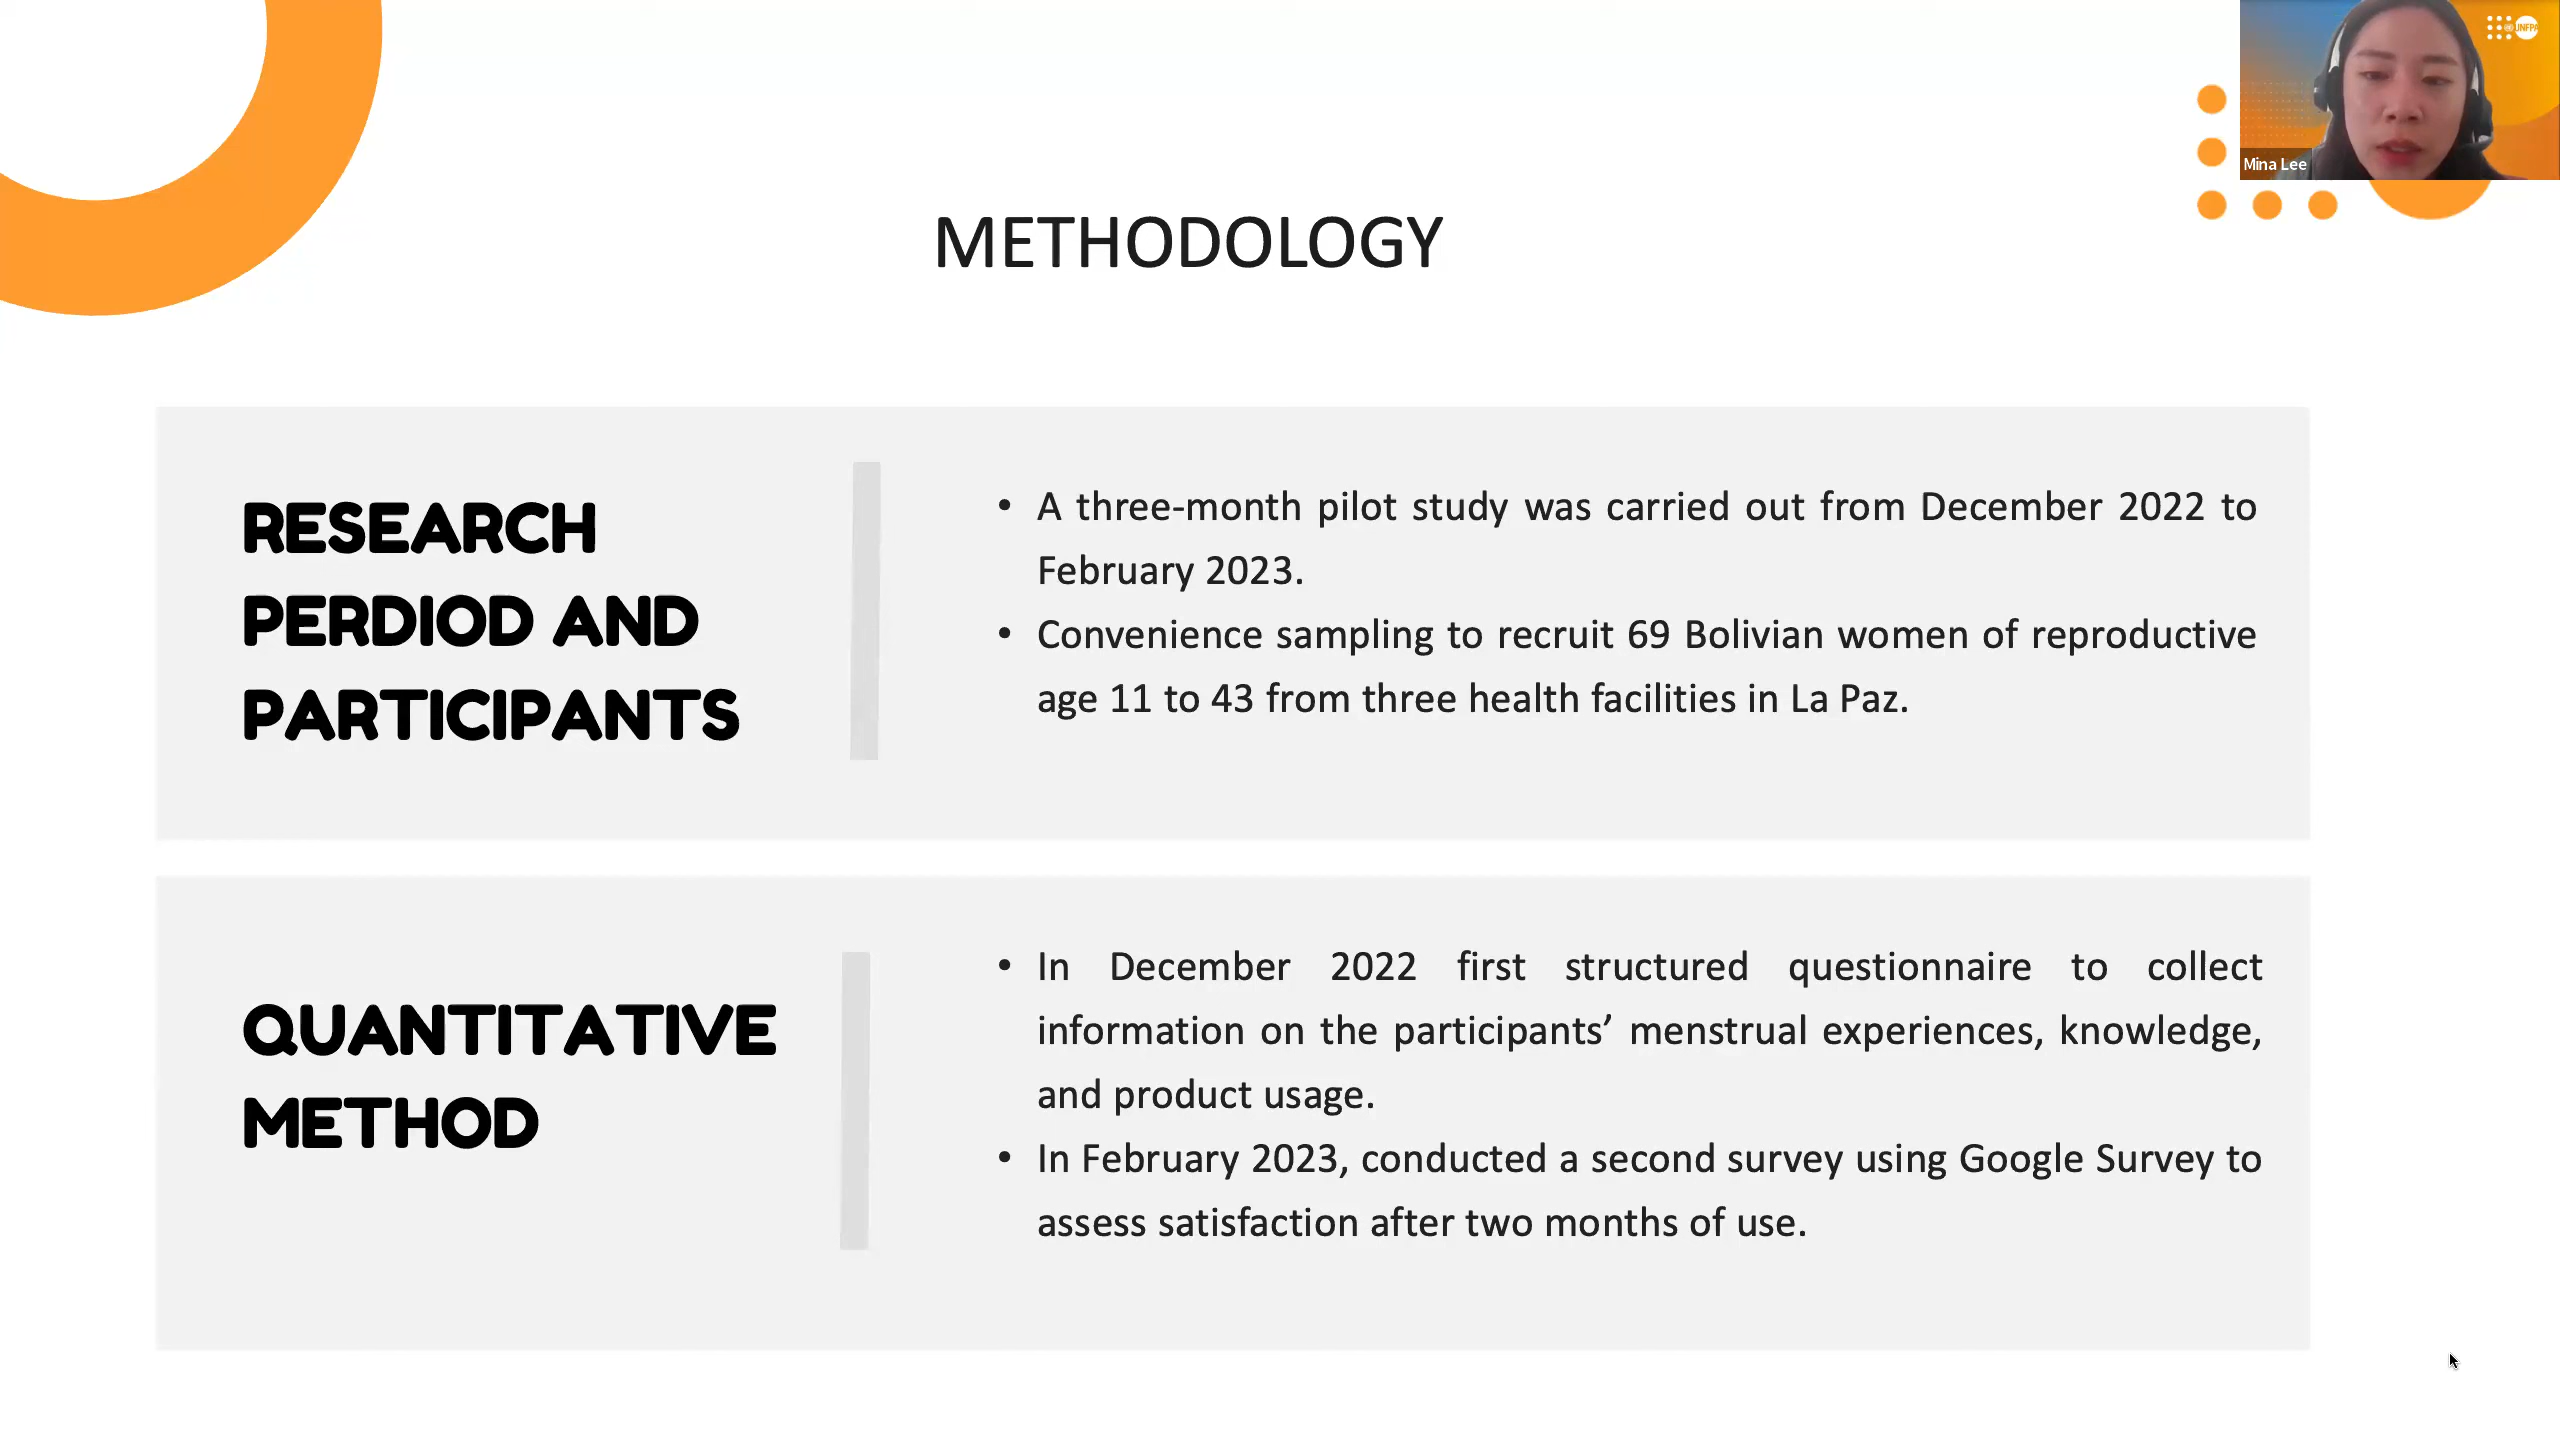 UNFPA
Mina Lee
METHODOLOGY
RESEARCH
PERDIOD AND
PARTICIPANTS
• A three-month pilot study was carried out from December 2022 to
February 2023.
• Convenience sampling to recruit 69 Bolivian women of reproductive
age 11 to 43 from three health facilities in La Paz.
QUANTITATIVE
METHOD
• In December 2022 first structured questionnaire to collect
information on the participants’ menstrual experiences, knowledge,
and product usage.
• In February 2023, conducted a second survey using Google Survey to
assess satisfaction after two months of use.